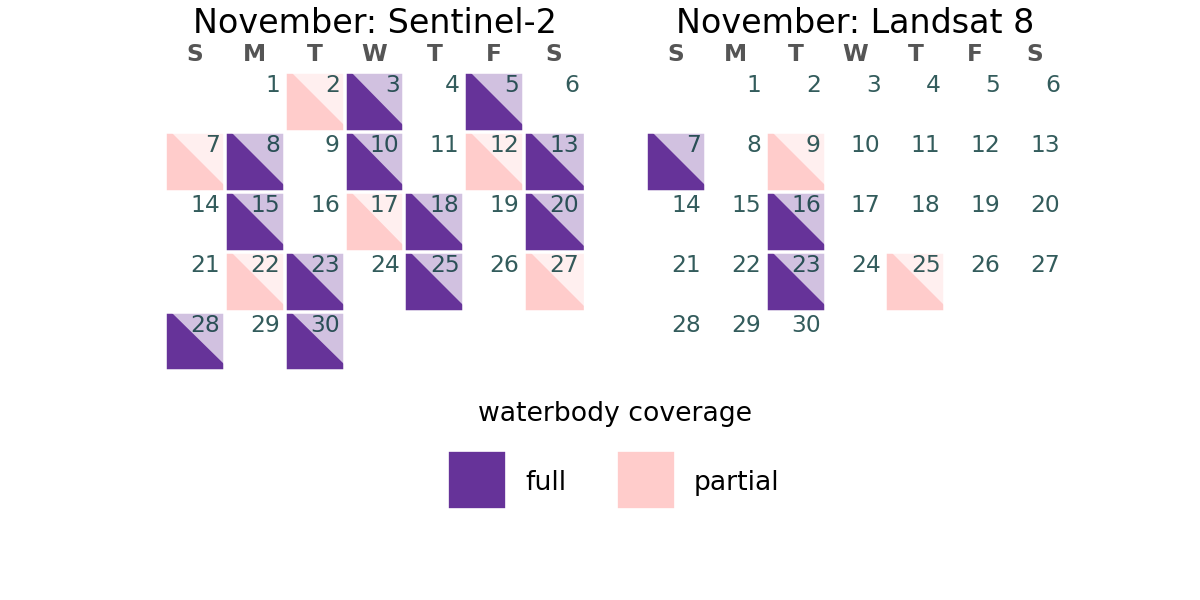 November: Sentinel-2
S M T W T F S
1 2 3 4 5 6
7 8 9 10 11 12 13
14 15 16 17 18 19 20
21 22 23 24 25 26 27
28 29 30
November: Landsat 8
S M T W T F S
1 2 3 4 5 6
7 8 9 10 11 12 13
14 15 16 17 18 19 20
21 22 23 24 25 26 27
28 29 30
waterbody coverage
full partial